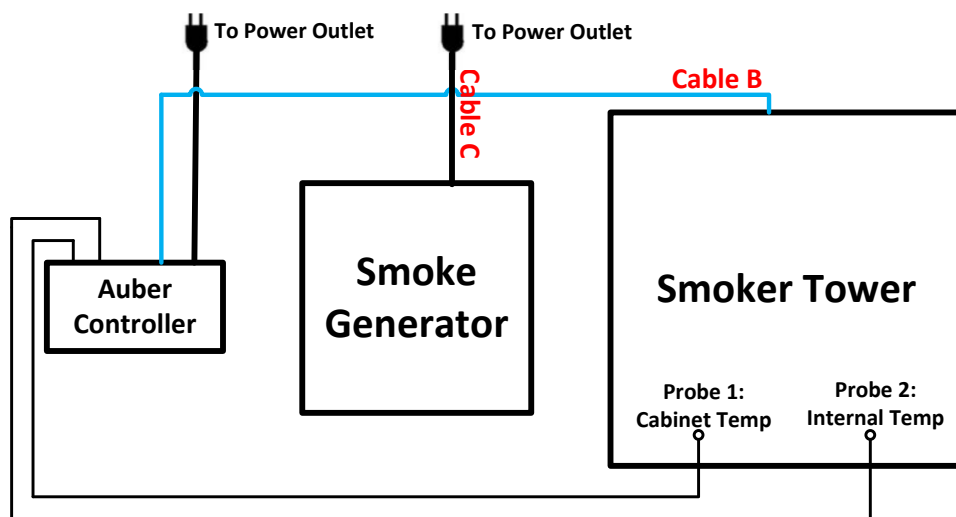 To Power Outlet
To Power Outlet
Cable B
Cable C
Auber
Controller
Smoke
Generator
Smoker Tower
Probe 1:
Cabinet Temp
Probe 2:
Internal Temp